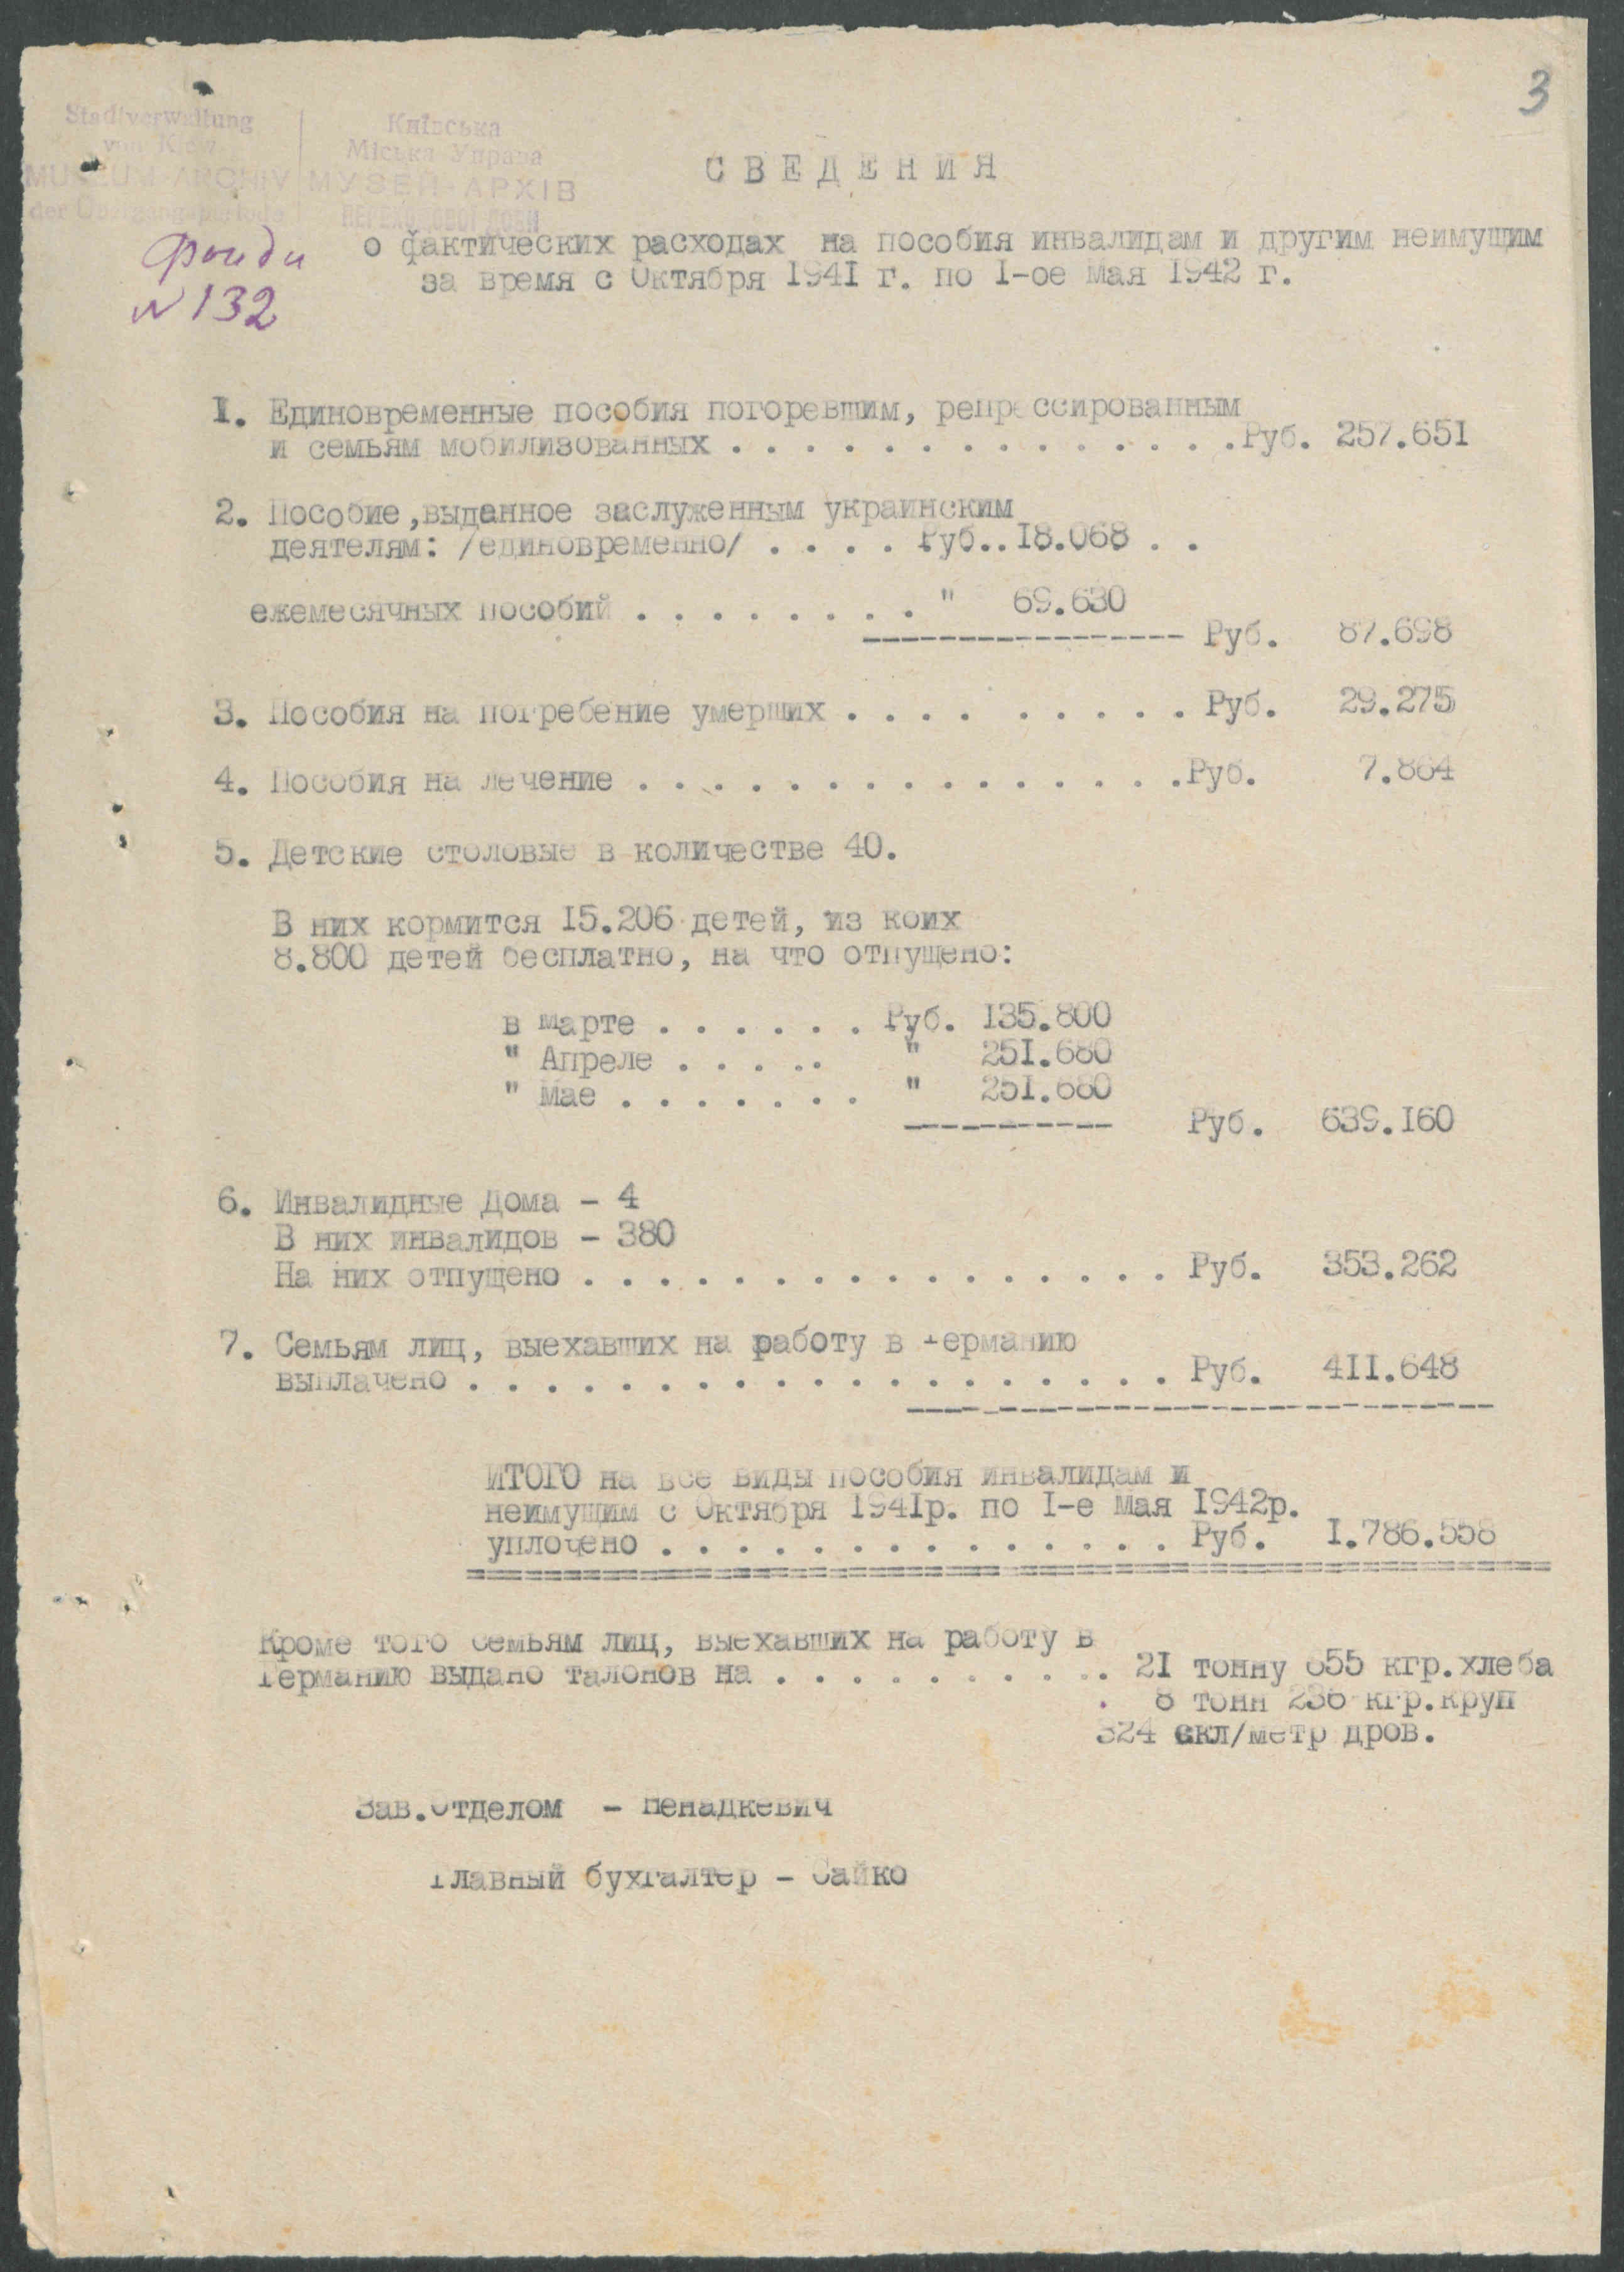 3
Stadtverwaltung
von Kiew
MUSEUM-ARCHIV
der Übergangsperiode
Київська
Міська Управа
МУЗЕЙ-АРХІВ
ПЕРЕХОДОВОЇ ДОБИ
Фонди
№ 132
СВЕДЕНИЯ
о фактических расходах на пособия инвалидам и другим неимущим
за время с Октября 1941 г. по 1-ое Мая 1942 г.
1. Единовременные пособия погоревшим, репрессированным
и семьям мобилизованных . . . . . . . . . . . . . .Руб. 257.651
2. Пособие,выданное заслуженным украинским
деятелям: /единовременно/ . . . . Руб..18.068 . .
ежемесячных пособий . . . . . . . . " 69.630
----------------- Руб. 87.698
3. Пособия на погребение умерших . . . . . . . . . Руб. 29.275
4. Пособия на лечение . . . . . . . . . . . . . . .Руб. 7.864
5. Детские столовые в количестве 40.
В них кормится 15.206 детей, из коих
8.800 детей бесплатно, на что отпущено:
в марте . . . . . . Руб. 135.800
" Апреле . . . . .. " 251.680
" Мае . . . . . . . " 251.680
----------- Руб. 639.160
6. Инвалидные Дома - 4
В них инвалидов - 380
На них отпущено . . . . . . . . . . . . . . . . Руб. 353.262
7. Семьям лиц, выехавших на работу в Германию
выплачено . . . . . . . . . . . . . . . . . . . Руб. 411.648
ИТОГО на все виды пособия инвалидам и
неимущим с Октября 1941р. по 1-е Мая 1942р.
уплочено . . . . . . . . . . . . . . Руб. 1.786.558
Кроме того семьям лиц, выехавших на работу в
Германию выдано талонов на . . . . . . . . . . 21 тонну 655 кгр.хлеба
. 8 тонн 236 кгр.круп
324 скл/метр дров.
Зав.Отделом - Ненадкевич
Главный бухгалтер - Сайко